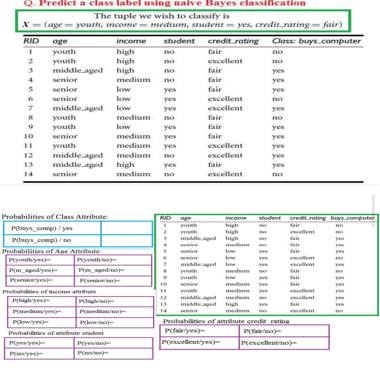 Q. Predict a class label using naive Bayes classification
The tuple we wish to classify is
X = (age = youth, income = medium, student = yes, credit_rating = fair)
RID age income student credit_rating Class: buys_computer
1 youth high no fair no
2 youth high no excellent no
3 middle_aged high no fair yes
4 senior medium no fair yes
5 senior low yes fair yes
6 senior low yes excellent no
7 middle_aged low yes excellent yes
8 youth medium no fair no
9 youth low yes fair yes
10 senior medium yes fair yes
11 youth medium yes excellent yes
12 middle_aged medium no excellent yes
13 middle_aged high yes fair yes
14 senior medium no excellent no
Probabilities of Class Attribute:
P(buys_comp) / yes
P(buys_comp) / no
Probabilities of Age Attribute:
P(youth/yes)= P(youth/no)=
P(m_aged/yes)= P(m_aged/no)=
P(senior/yes)= P(senior/no)=
Probabilities of income attribute
P(high/yes)= P(high/no)=
P(medium/yes)= P(medium/no)=
P(low/yes)= P(low/no)=
Probabilities of attribute student
P(yes/yes)= P(yes/no)=
P(no/yes)= P(no/no)=
RID age income student credit_rating buys_computer
1 youth high no fair no
2 youth high no excellent no
3 middle_aged high no fair yes
4 senior medium no fair yes
5 senior low yes fair yes
6 senior low yes excellent no
7 middle_aged low yes excellent yes
8 youth medium no fair no
9 youth low yes fair yes
10 senior medium yes fair yes
11 youth medium yes excellent yes
12 middle_aged medium no excellent yes
13 middle_aged high yes fair yes
14 senior medium no excellent no
Probabilities of attribute credit_rating
P(fair/yes)= P(fair/no)=
P(excellent/yes)= P(excellent/no)=